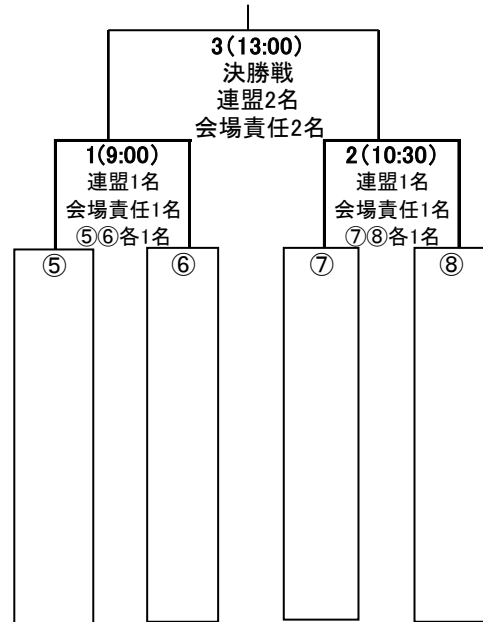 3(13:00)
決勝戦
連盟2名
会場責任2名
1(9:00)
連盟1名
会場責任1名
⑤⑥各1名
2(10:30)
連盟1名
会場責任1名
⑦⑧各1名
⑤
⑥
⑦
⑧